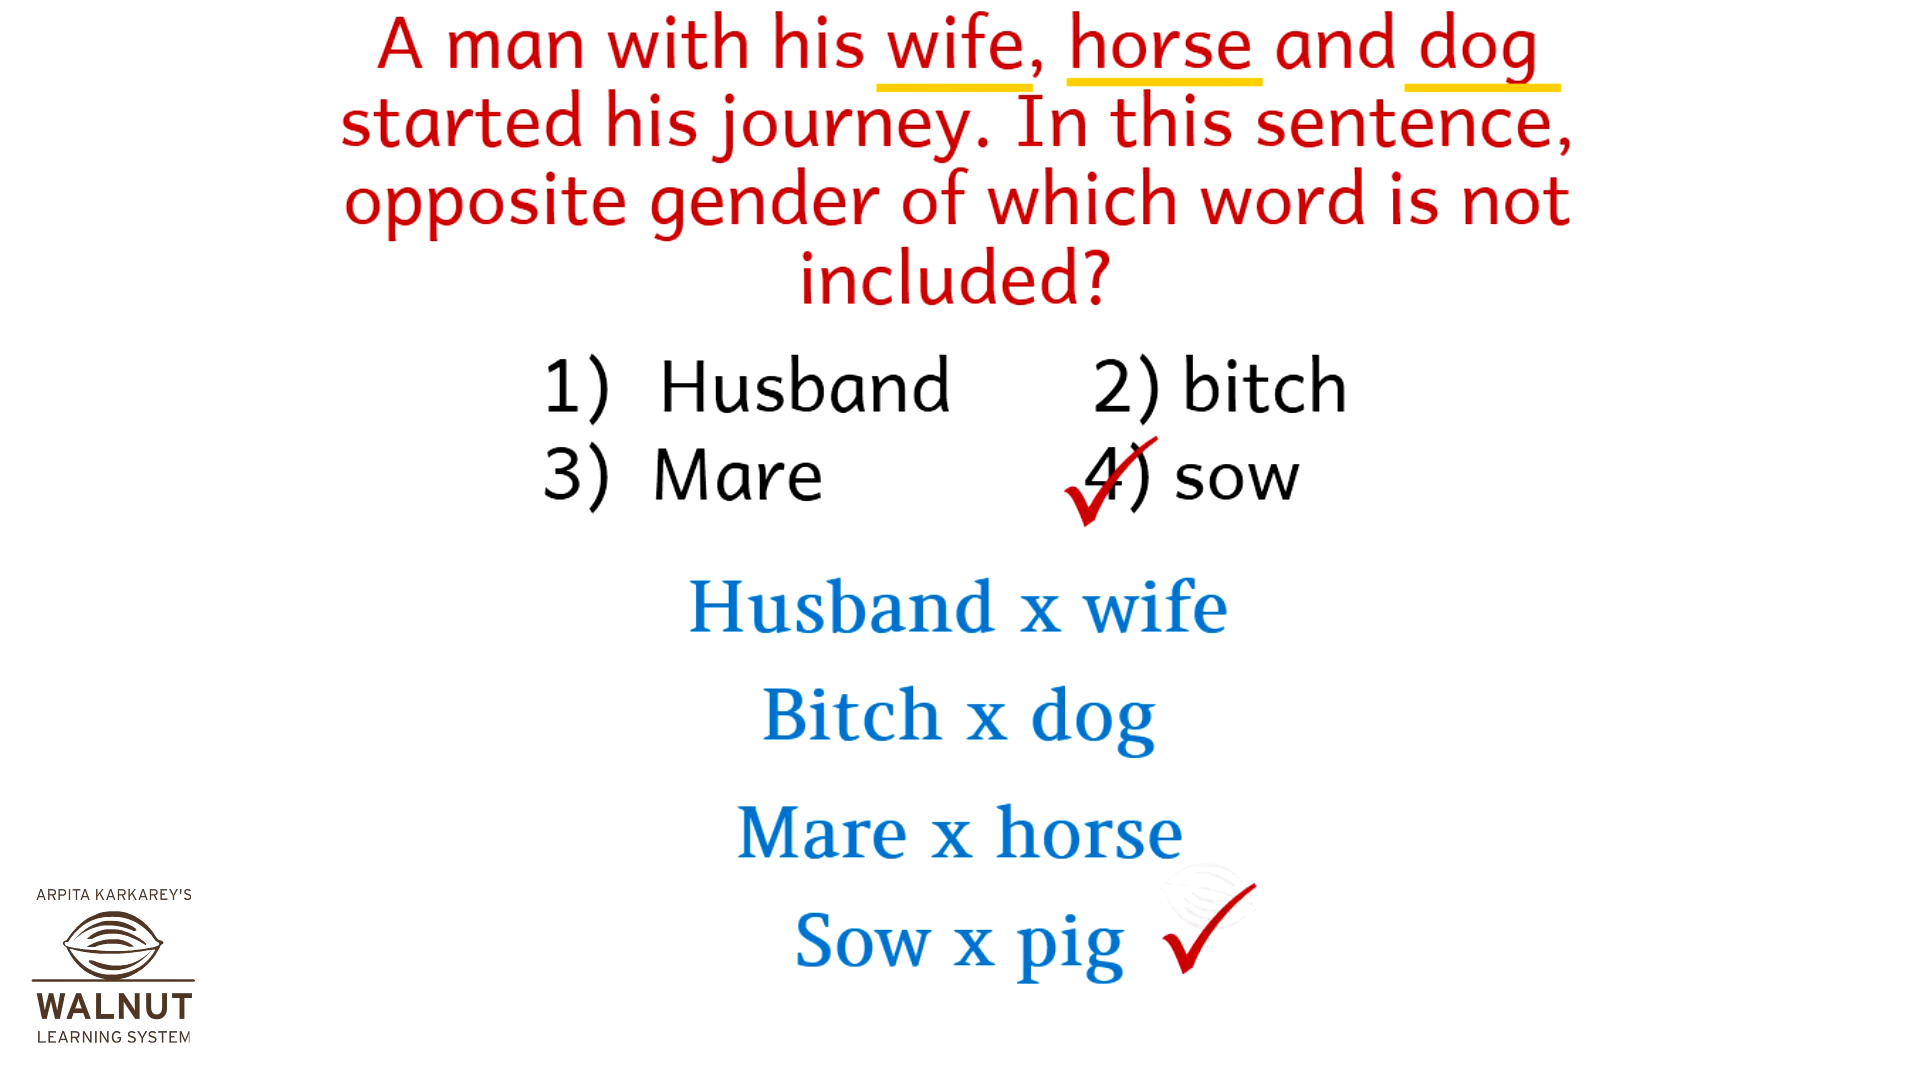 A man with his wife, horse and dog
started his journey. In this sentence,
opposite gender of which word is not
included?
1) Husband 2) bitch
3) Mare 4) sow
Husband x wife
Bitch x dog
Mare x horse
Sow x pig
ARPITA KARKAREY'S
WALNUT
LEARNING SYSTEM